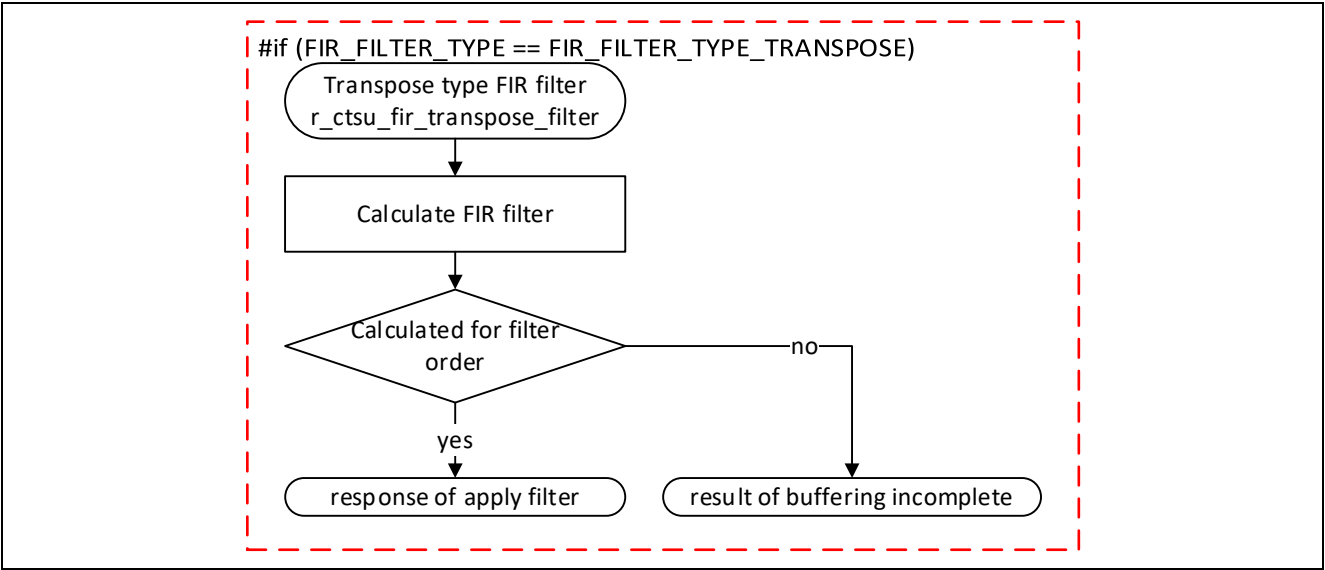 #if (FIR_FILTER_TYPE == FIR_FILTER_TYPE_TRANSPOSE)
Transpose type FIR filter
r_ctsu_fir_transpose_filter
Calculate FIR filter
Calculated for filter
order
no
yes
response of apply filter
result of buffering incomplete